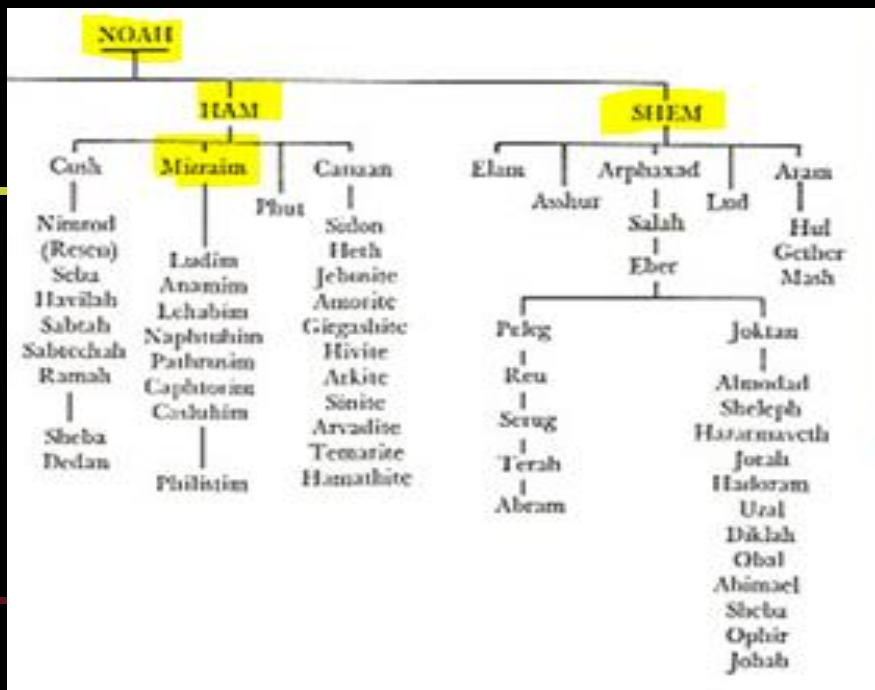 NOAH
HAM
SHEM
Cush
Mizraim
Phut
Canaan
Elam
Asshur
Arphaxad
Lud
Aram
Nimrod
(Resen)
Seba
Havilah
Sabtah
Sabtechah
Ramah
Sheba
Dedan
Ludim
Anamim
Lehabim
Naphtuhim
Pathrusim
Caphtorim
Casluhim
Philistim
Sidon
Heth
Jebusite
Amorite
Girgashite
Hivite
Arkite
Sinite
Arvadite
Temarite
Hamathite
Salah
Eber
Hul
Gether
Mash
Peleg
Reu
Serug
Terah
Abram
Joktan
Almodad
Sheleph
Hazarmaveth
Jorah
Hadoram
Uzal
Diklah
Obal
Abimael
Sheba
Ophir
Jobab